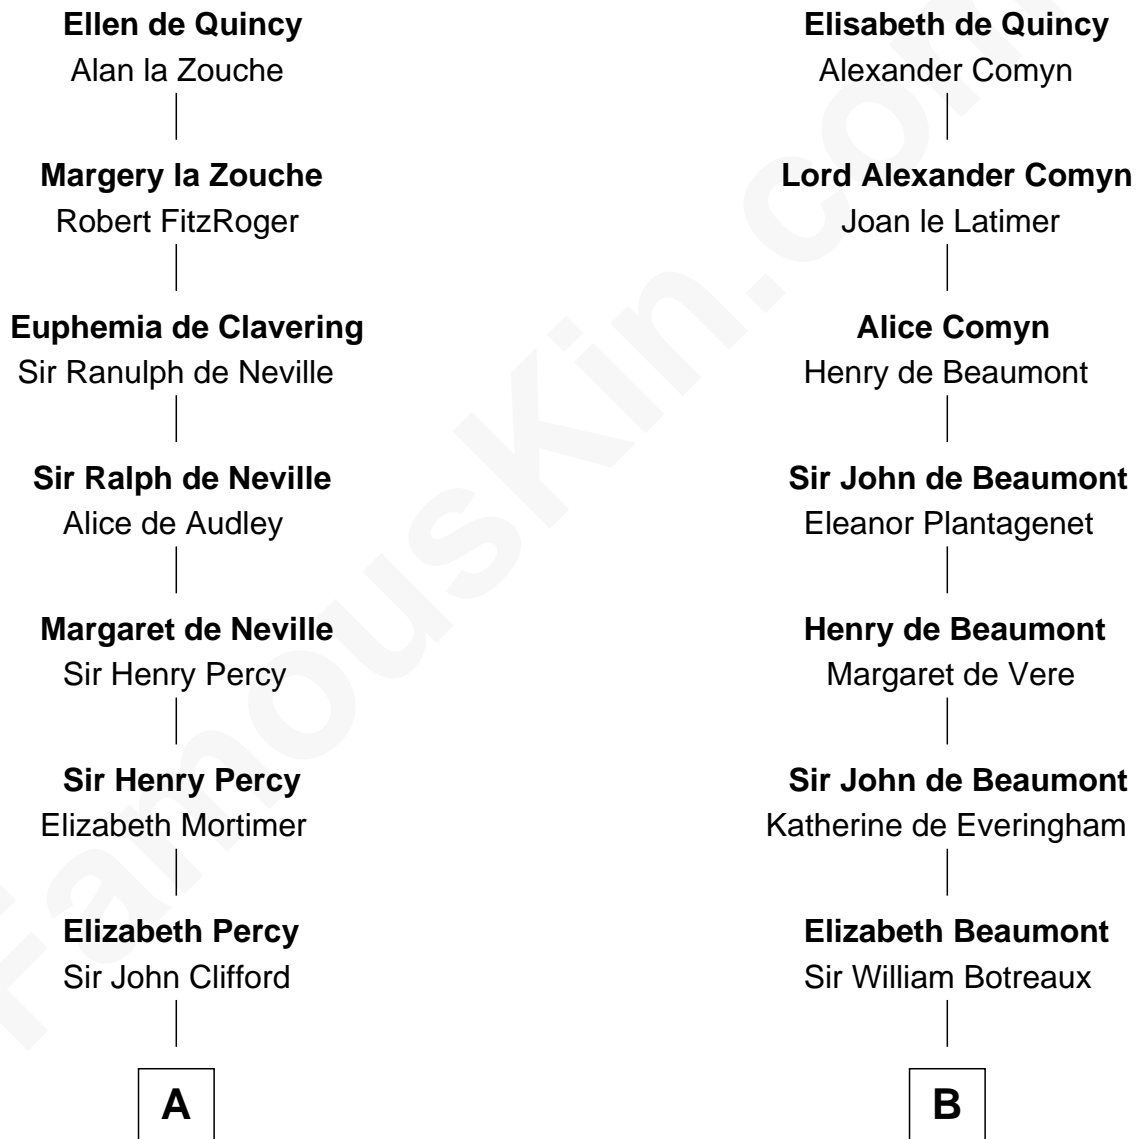 Ellen de Quincy
Alan la Zouche
Margery la Zouche
Robert FitzRoger
Euphemia de Clavering
Sir Ranulph de Neville
Sir Ralph de Neville
Alice de Audley
Margaret de Neville
Sir Henry Percy
Sir Henry Percy
Elizabeth Mortimer
Elizabeth Percy
Sir John Clifford
A
Elisabeth de Quincy
Alexander Comyn
Lord Alexander Comyn
Joan le Latimer
Alice Comyn
Henry de Beaumont
Sir John de Beaumont
Eleanor Plantagenet
Henry de Beaumont
Margaret de Vere
Sir John de Beaumont
Katherine de Everingham
Elizabeth Beaumont
Sir William Botreaux
B
FamousKin.com